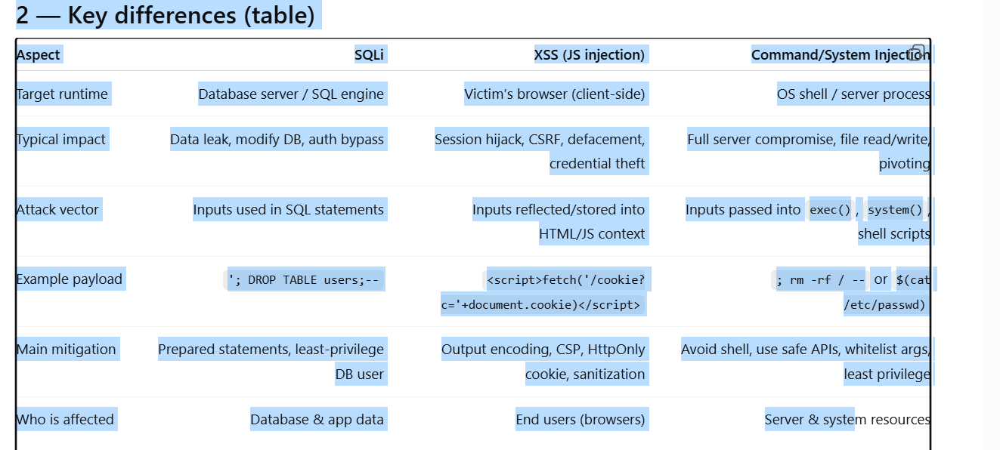 2 — Key differences (table)
Aspect SQLi XSS (JS injection) Command/System Injection
Target runtime Database server / SQL engine Victim's browser (client-side) OS shell / server process
Typical impact Data leak, modify DB, auth bypass Session hijack, CSRF, defacement, Full server compromise, file read/write,
credential theft pivoting
Attack vector Inputs used in SQL statements Inputs reflected/stored into Inputs passed into exec() , system() ,
HTML/JS context shell scripts
Example payload '; DROP TABLE users;-- <script>fetch('/cookie? ; rm -rf / -- or $(cat
c='+document.cookie)</script> /etc/passwd)
Main mitigation Prepared statements, least-privilege Output encoding, CSP, HttpOnly Avoid shell, use safe APIs, whitelist args,
DB user cookie, sanitization least privilege
Who is affected Database & app data End users (browsers) Server & system resources